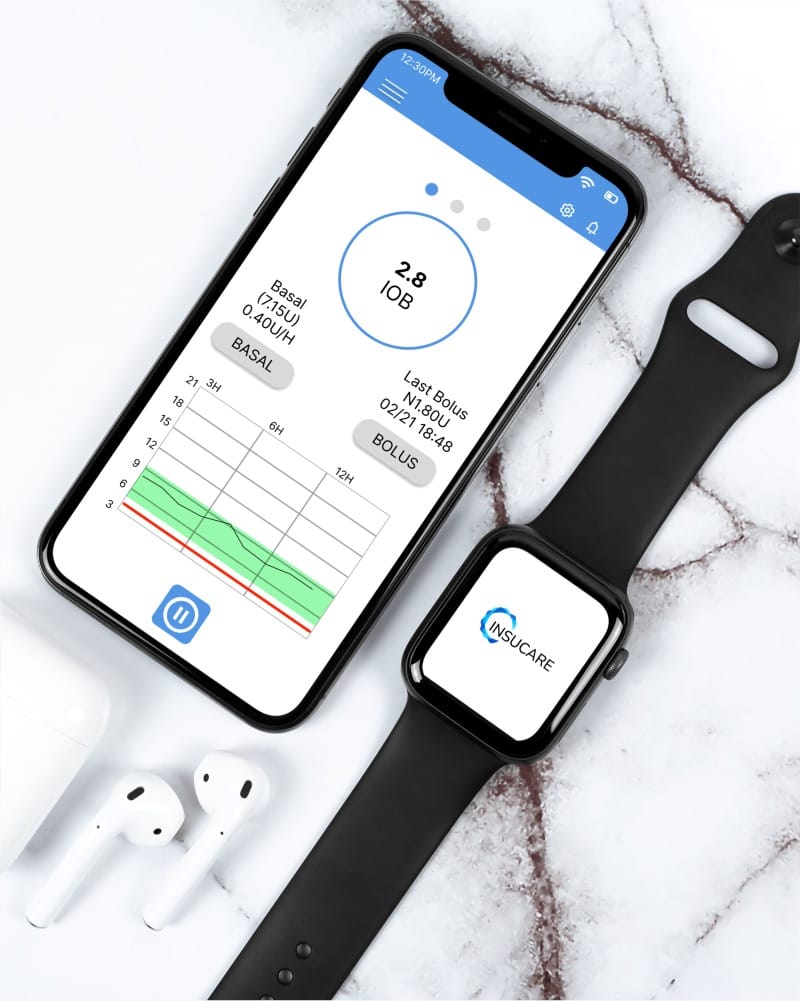 12:30PM
2.8
IOB
Basal
(7.15U)
0.40U/H
BASAL
Last Bolus
N1.80U
02/21 18:48
BOLUS
3H
6H
12H
21
18
15
12
9
6
3
INSUCARE